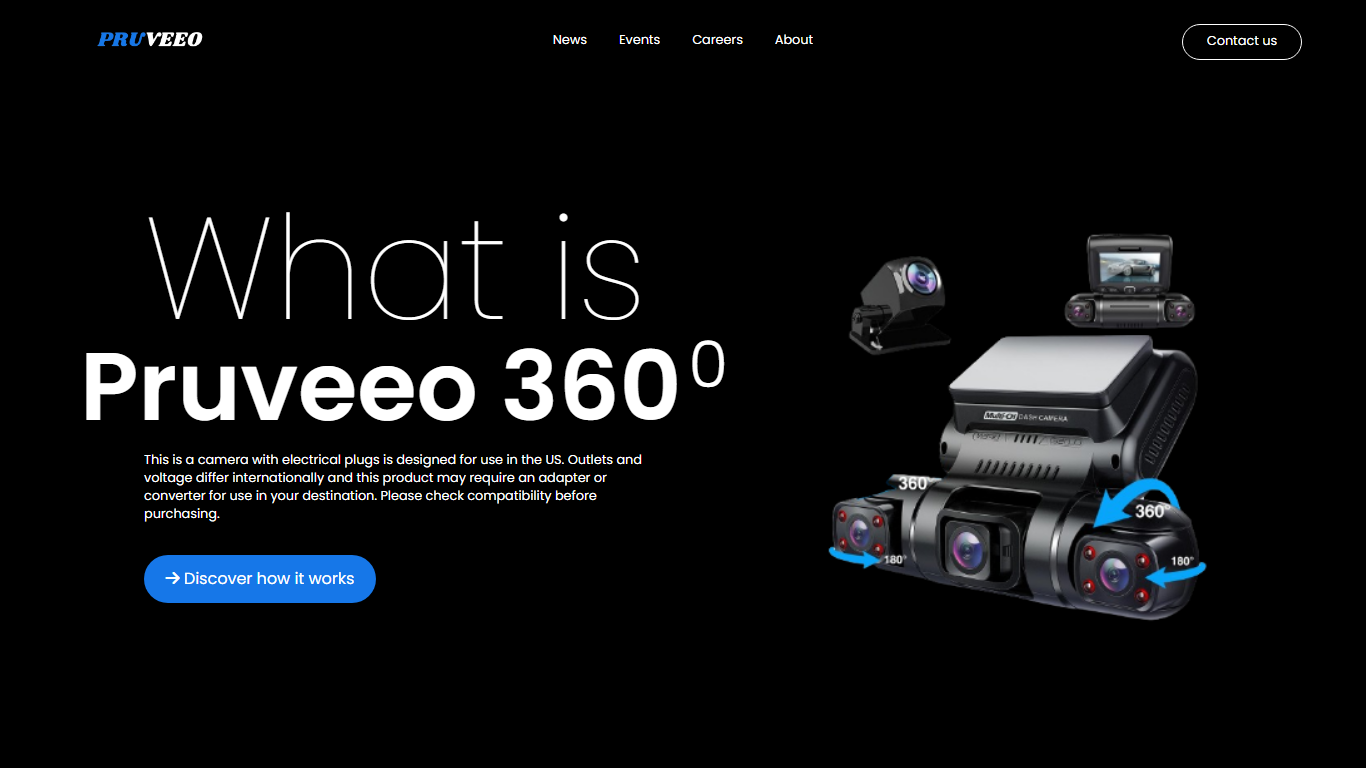 PRUVEEO
News
Events
Careers
About
Contact us
What is
Pruveeo 360⁰
This is a camera with electrical plugs is designed for use in the US. Outlets and
voltage differ internationally and this product may require an adapter or
converter for use in your destination. Please check compatibility before
purchasing.
Discover how it works
Multi-CH DASH CAMERA
360°
360°
180°
180°